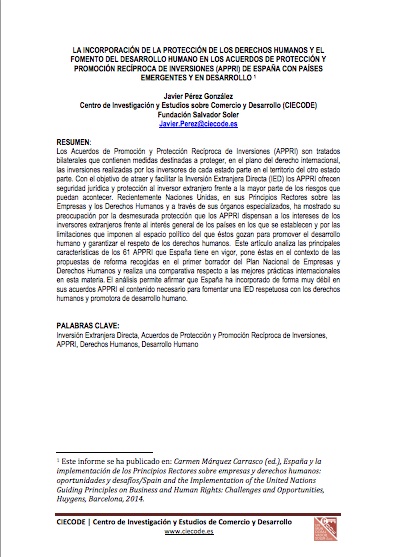 LA INCORPORACIÓN DE LA PROTECCIÓN DE LOS DERECHOS HUMANOS Y EL
FOMENTO DEL DESARROLLO HUMANO EN LOS ACUERDOS DE PROTECCIÓN Y
PROMOCIÓN RECÍPROCA DE INVERSIONES (APPRI) DE ESPAÑA CON PAÍSES
EMERGENTES Y EN DESARROLLO ¹
Javier Pérez González
Centro de Investigación y Estudios sobre Comercio y Desarrollo (CIECODE)
Fundación Salvador Soler
Javier.Perez@ciecode.es
RESUMEN:
Los Acuerdos de Promoción y Protección Recíproca de Inversiones (APPRI) son tratados
bilaterales que contienen medidas destinadas a proteger, en el plano del derecho internacional,
las inversiones realizadas por los inversores de cada estado parte en el territorio del otro estado
parte. Con el objetivo de atraer y facilitar la Inversión Extranjera Directa (IED) los APPRI ofrecen
seguridad jurídica y protección al inversor extranjero frente a la mayor parte de los riesgos que
puedan acontecer. Recientemente Naciones Unidas, en sus Principios Rectores sobre las
Empresas y los Derechos Humanos y a través de sus órganos especializados, ha mostrado su
preocupación por la desmesurada protección que los APPRI dispensan a los intereses de los
inversores extranjeros frente al interés general de los países en los que se establecen y por las
limitaciones que imponen al espacio político del que éstos gozan para promover el desarrollo
humano y garantizar el respeto de los derechos humanos. Este artículo analiza las principales
características de los 61 APPRI que España tiene en vigor, pone éstas en el contexto de las
propuestas de reforma recogidas en el primer borrador del Plan Nacional de Empresas y
Derechos Humanos y realiza una comparativa respecto a las mejores prácticas internacionales
en esta materia. El análisis permite afirmar que España ha incorporado de forma muy débil en
sus acuerdos APPRI el contenido necesario para fomentar una IED respetuosa con los derechos
humanos y promotora de desarrollo humano.
PALABRAS CLAVE:
Inversión Extranjera Directa, Acuerdos de Protección y Promoción Recíproca de Inversiones,
APPRI, Derechos Humanos, Desarrollo Humano
¹ Este informe se ha publicado en: Carmen Márquez Carrasco (ed.), España y la
implementación de los Principios Rectores sobre empresas y derechos humanos:
oportunidades y desafíos/Spain and the Implementation of the United Nations
Guiding Principles on Business and Human Rights: Challenges and Opportunities,
Huygens, Barcelona, 2014.
CIECODE | Centro de Investigación y Estudios de Comercio y Desarrollo
www.ciecode.es